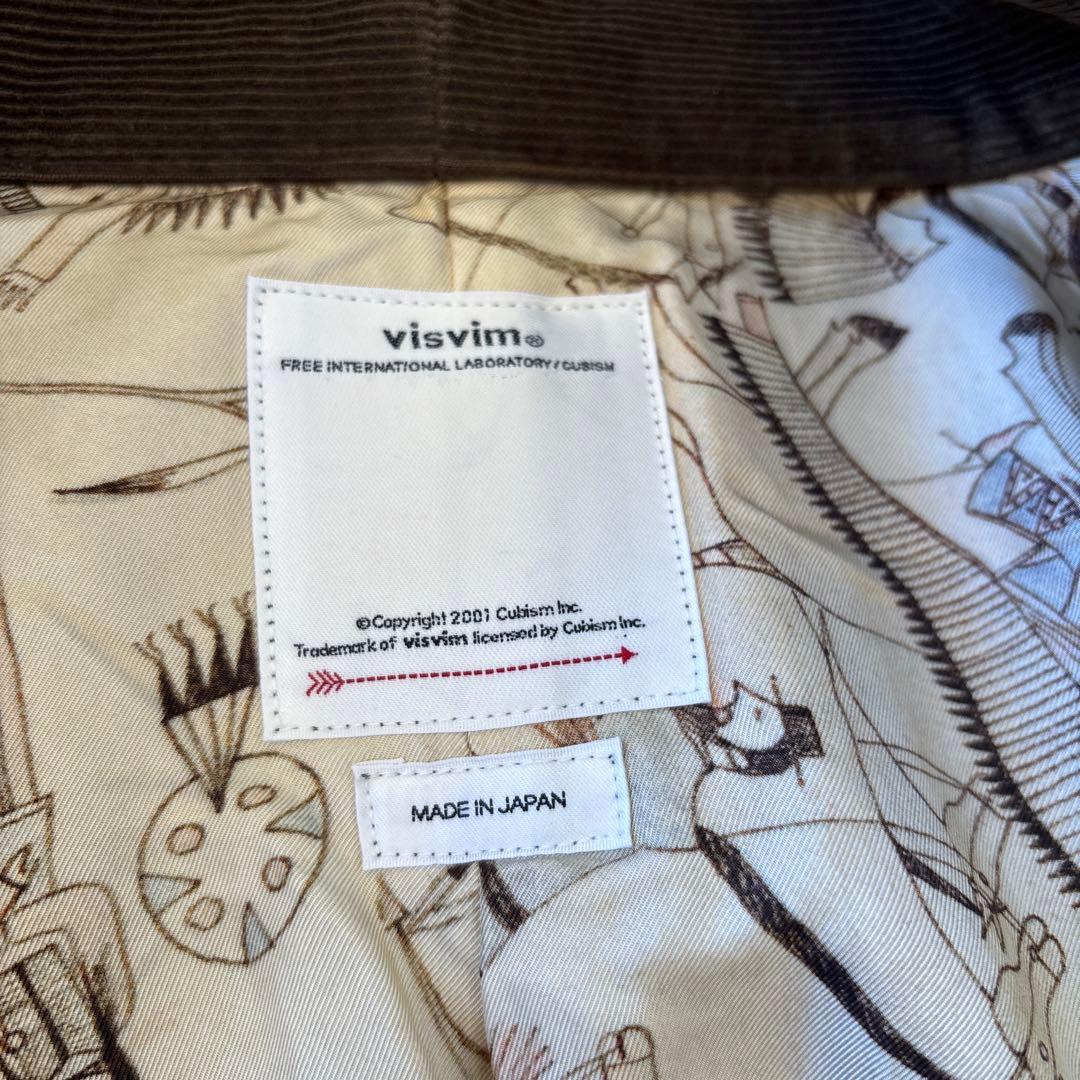 visvim®
FREE INTERNATIONAL LABORATORY/CUBISM
©Copyright 2001 Cubism Inc.
Trademark of visvim licensed by Cubism Inc.
MADE IN JAPAN